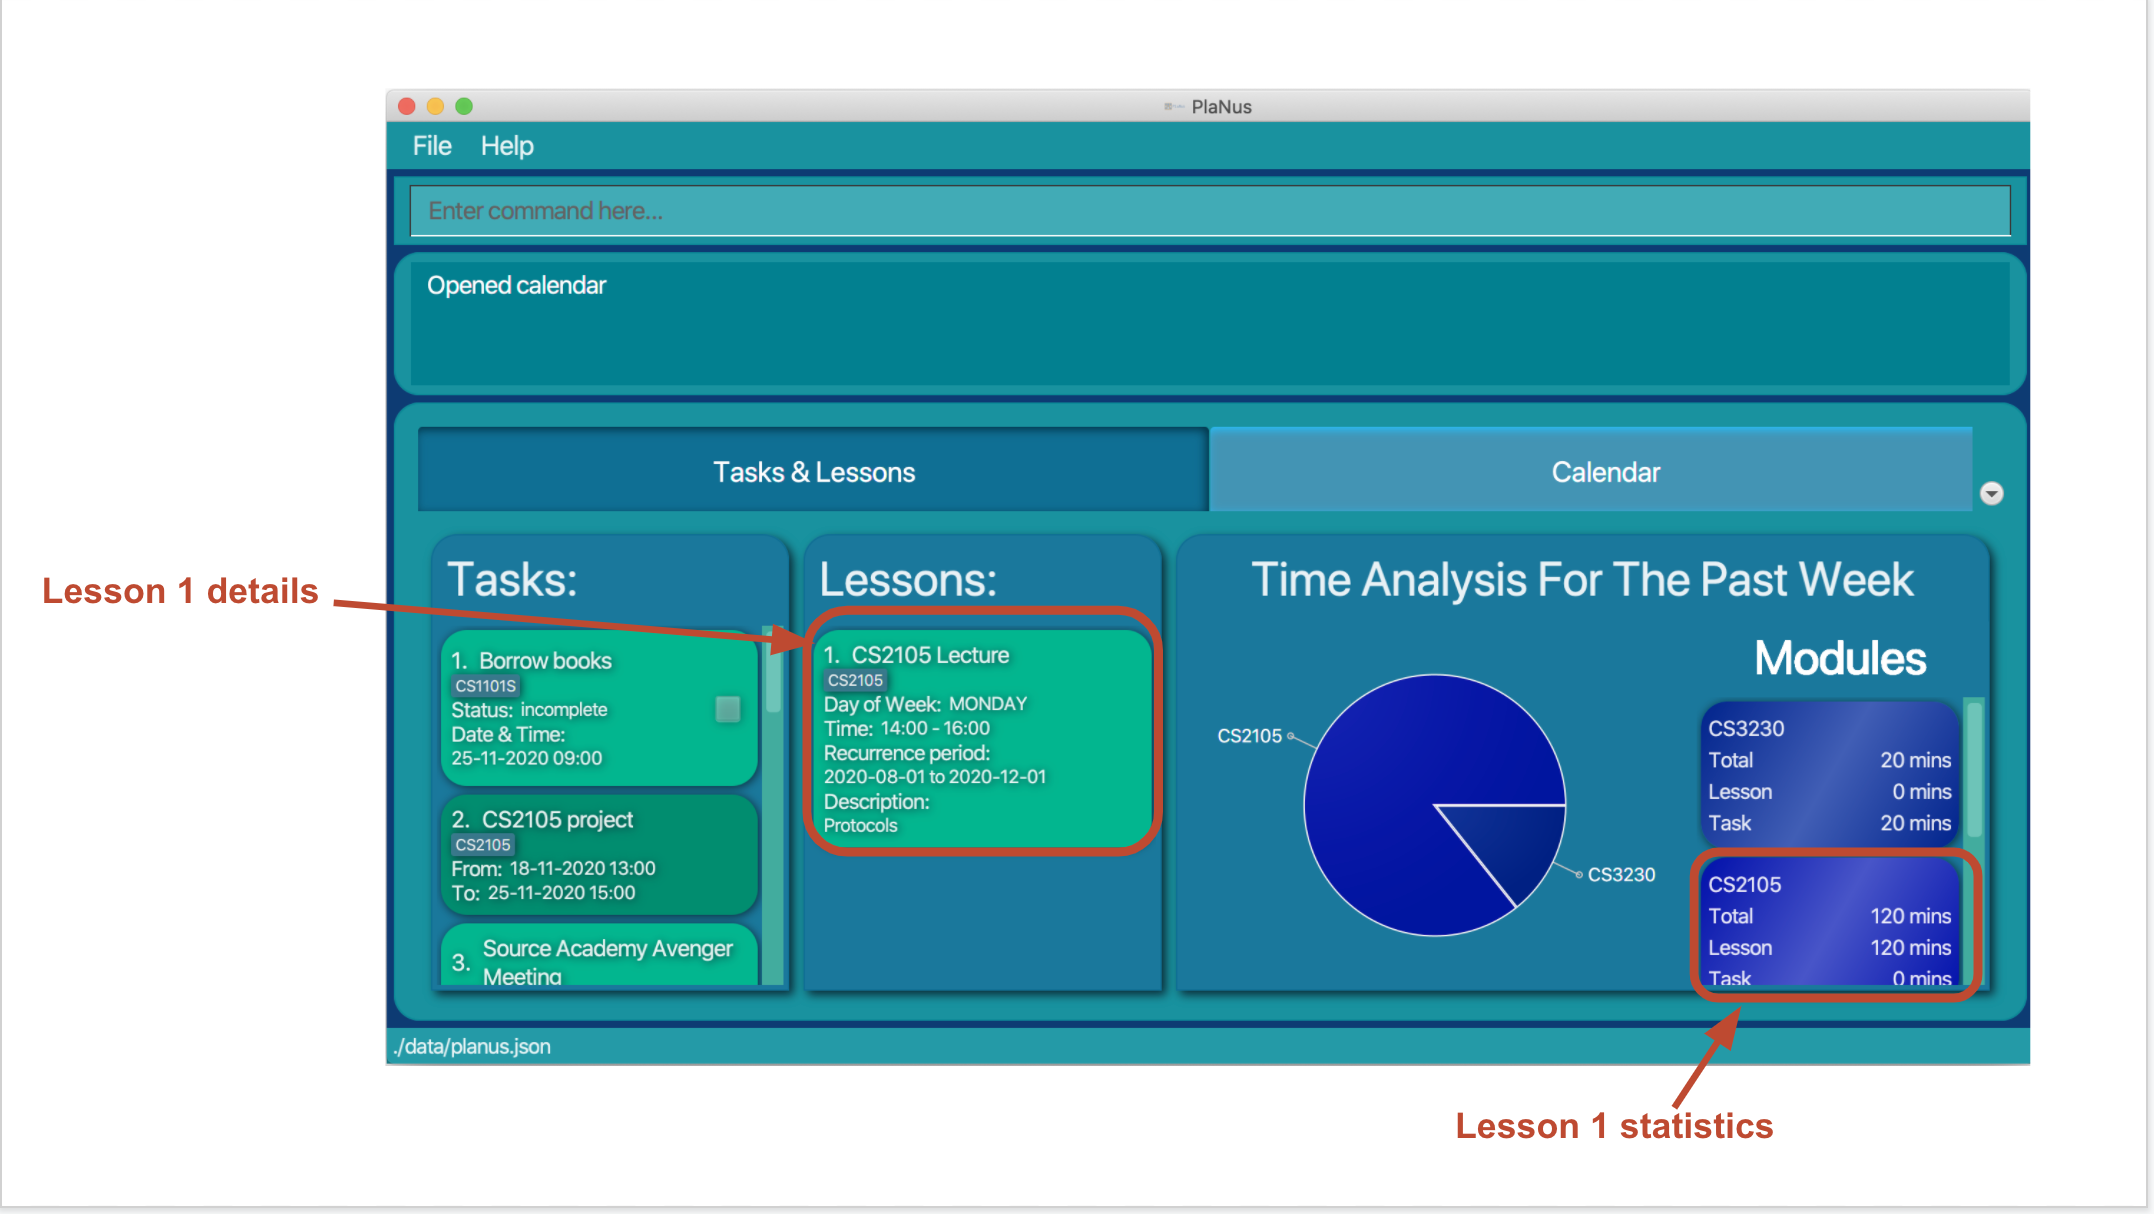 PlaNus
File Help
Enter command here...
Opened calendar
Tasks & Lessons
Calendar
Lesson 1 details
Tasks:
1. Borrow books
CS1101S
Status: incomplete
Date & Time:
25-11-2020 09:00
2. CS2105 project
CS2105
From: 18-11-2020 13:00
To: 25-11-2020 15:00
3. Source Academy Avenger
Meeting
Lessons:
1. CS2105 Lecture
CS2105
Day of Week: MONDAY
Time: 14:00 - 16:00
Recurrence period:
2020-08-01 to 2020-12-01
Description:
Protocols
Time Analysis For The Past Week
CS2105
CS3230
Modules
CS3230
Total 20 mins
Lesson 0 mins
Task 20 mins
CS2105
Total 120 mins
Lesson 120 mins
Task 0 mins
./data/planus.json
Lesson 1 statistics